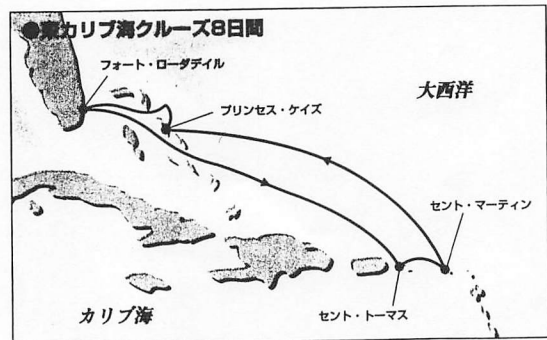 ●東カリブ海クルーズ8日間
フォート・ローダデイル
大西洋
プリンセス・ケイズ
セント・マーティン
カリブ海
セント・トーマス